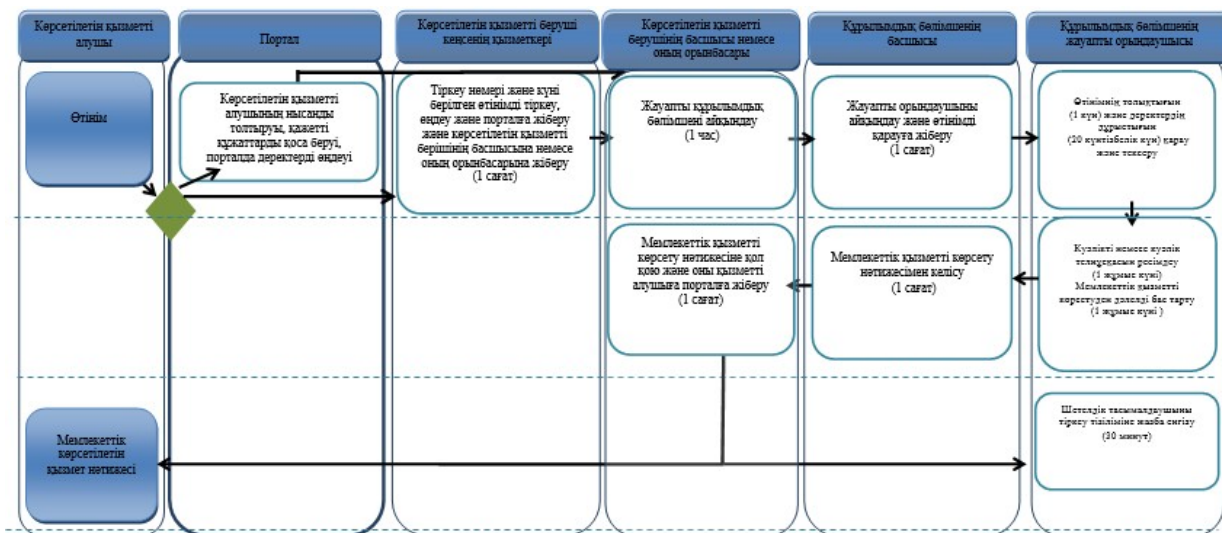 Көрсетілетін қызметті
алушы
Портал
Көрсетілетін қызметті беруші
кеңсенің қызметкері
Көрсетілетін қызметті
берушінің басшысы немесе
оның орынбасары
Құрылымдық бөлімшенің
басшысы
Құрылымдық бөлімшенің
жауапты орындаушысы
Өтінім
Көрсетілетін қызметті
алушының нысанды
толтыруы, қажетті
құжаттарды қоса беруі,
порталда деректерді өңдеуі
Тіркеу нөмері және күні
берілген өтінімді тіркеу,
өңдеу және порталға жіберу
және көрсетілетін қызметті
берішінің басшысына немесе
оның орынбасарына жіберу
(1 сағат)
Жауапты құрылымдық
бөлімшені айқындау
(1 час)
Жауапты орындаушыны
айқындау және өтінімді
қарауға жіберу
(1 сағат)
Өтінімнің толықтығын
(1 күн) және деректердің
дұрыстығын
(20 күнтізбелік күн) қарау
және тексеру
Мемлекеттік қызметті
көрсету нәтижесіне қол
қою және оны қызметті
алушыға порталға жіберу
(1 сағат)
Мемлекеттік қызметті көрсету
нәтижесімен келісу
(1 сағат)
Куәлікті немесе куәлік
телнұсқасын ресімдеу
(1 жұмыс күні)
Мемлекеттік қызметті
көрсетуден дәлелді бас тарту
(1 жұмыс күні )
Мемлекеттік
көрсетілетін
қызмет нәтижесі
Шетелдік тасымалдаушыны
тіркеу тізіліміне жазба енгізу
(30 минут)